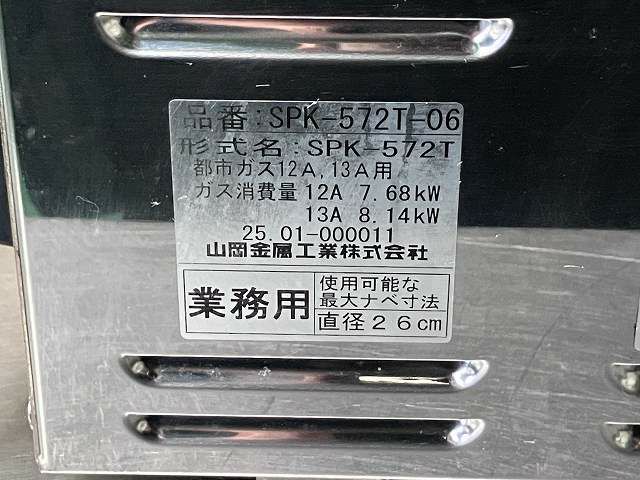 品番:SPK-572T-06
形式名:SPK-572T
都市ガス12A,13A用
ガス消費量 12A 7.68kW
13A 8.14kW
25.01-000011
山岡金属工業株式会社
業務用
使用可能な
最大ナベ寸法
直径26cm